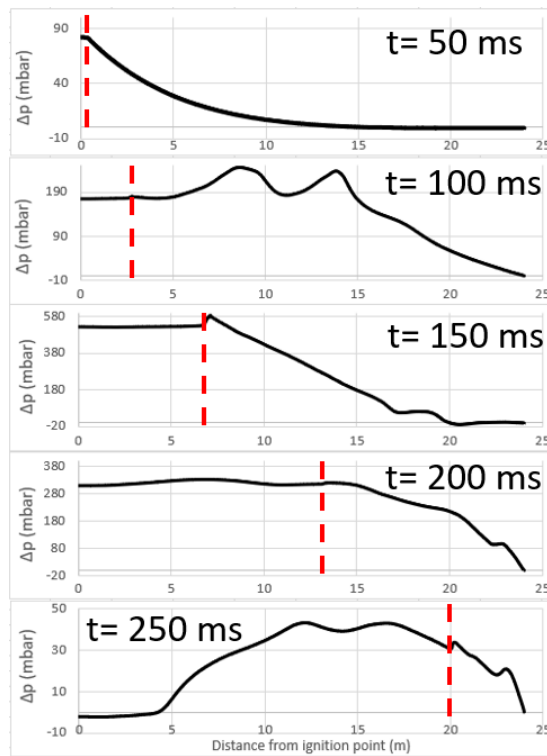 t= 50 ms
Δp (mbar)
90
40
-10
0 5 10 15 20 25
t= 100 ms
Δp (mbar)
190
90
-10
0 5 10 15 20 25
t= 150 ms
Δp (mbar)
580
380
180
-20
0 5 10 15 20 25
t= 200 ms
Δp (mbar)
380
280
180
80
-20
0 5 10 15 20 25
t= 250 ms
Δp (mbar)
50
30
10
-10
0 5 10 15 20 25
Distance from ignition point (m)